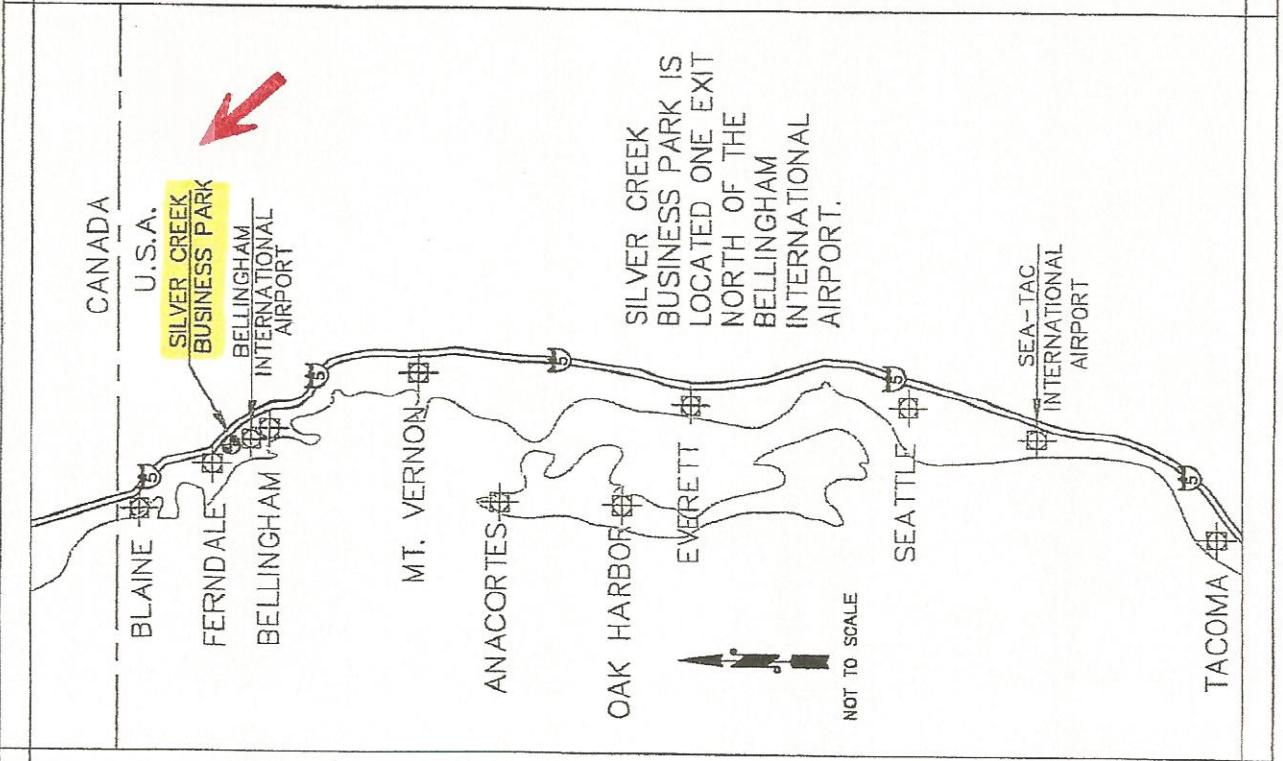 CANADA
U.S.A.
SILVER CREEK
BUSINESS PARK
BELLINGHAM
INTERNATIONAL
AIRPORT
BLAINE
FERNDALE
BELLINGHAM
5
5
MT. VERNON
ANACORTES
OAK HARBOR
5
EVERETT
SILVER CREEK
BUSINESS PARK IS
LOCATED ONE EXIT
NORTH OF THE
BELLINGHAM
INTERNATIONAL
AIRPORT.
5
SEATTLE
SEA-TAC
INTERNATIONAL
AIRPORT
5
TACOMA
NOT TO SCALE